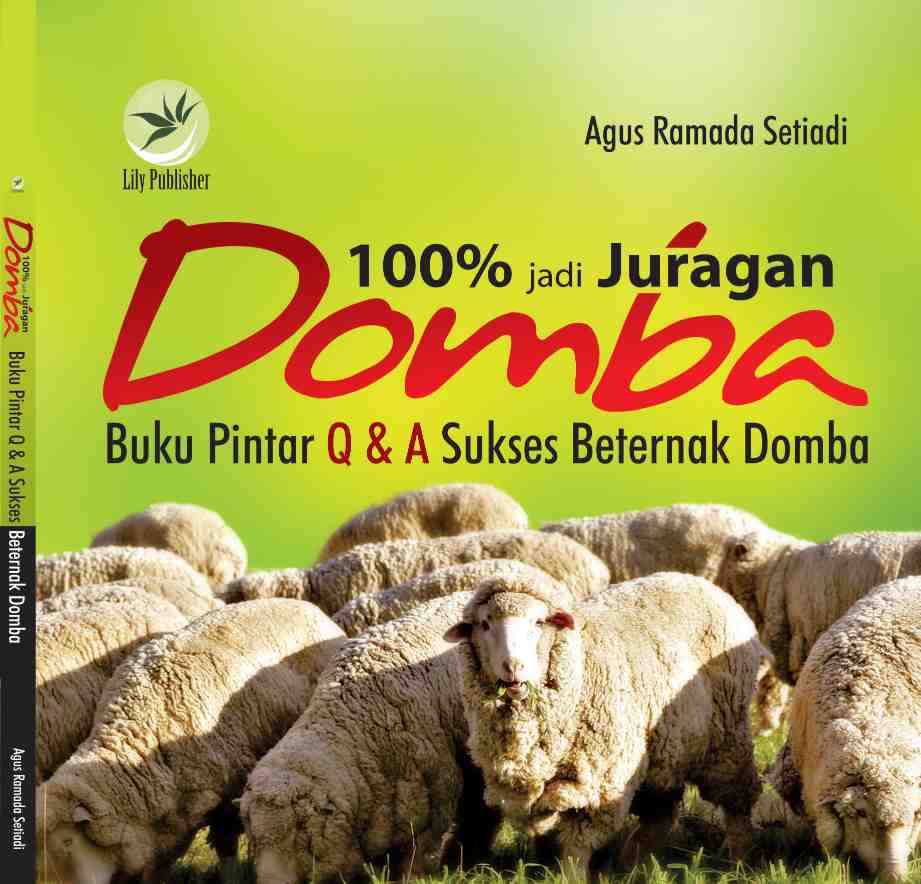 Lily Publisher
Agus Ramada Setiadi
100% jadi Juragan
Domba
Buku Pintar Q & A Sukses Beternak Domba
100% jadi Juragan
Domba
Buku Pintar Q & A Sukses Beternak Domba
Agus Ramada Setiadi